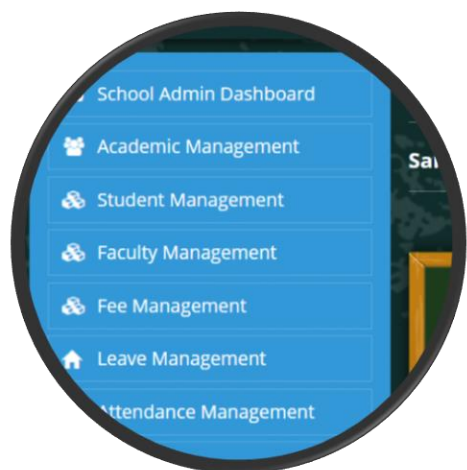 School Admin Dashboard
Academic Management
Student Management
Faculty Management
Fee Management
Leave Management
Attendance Management